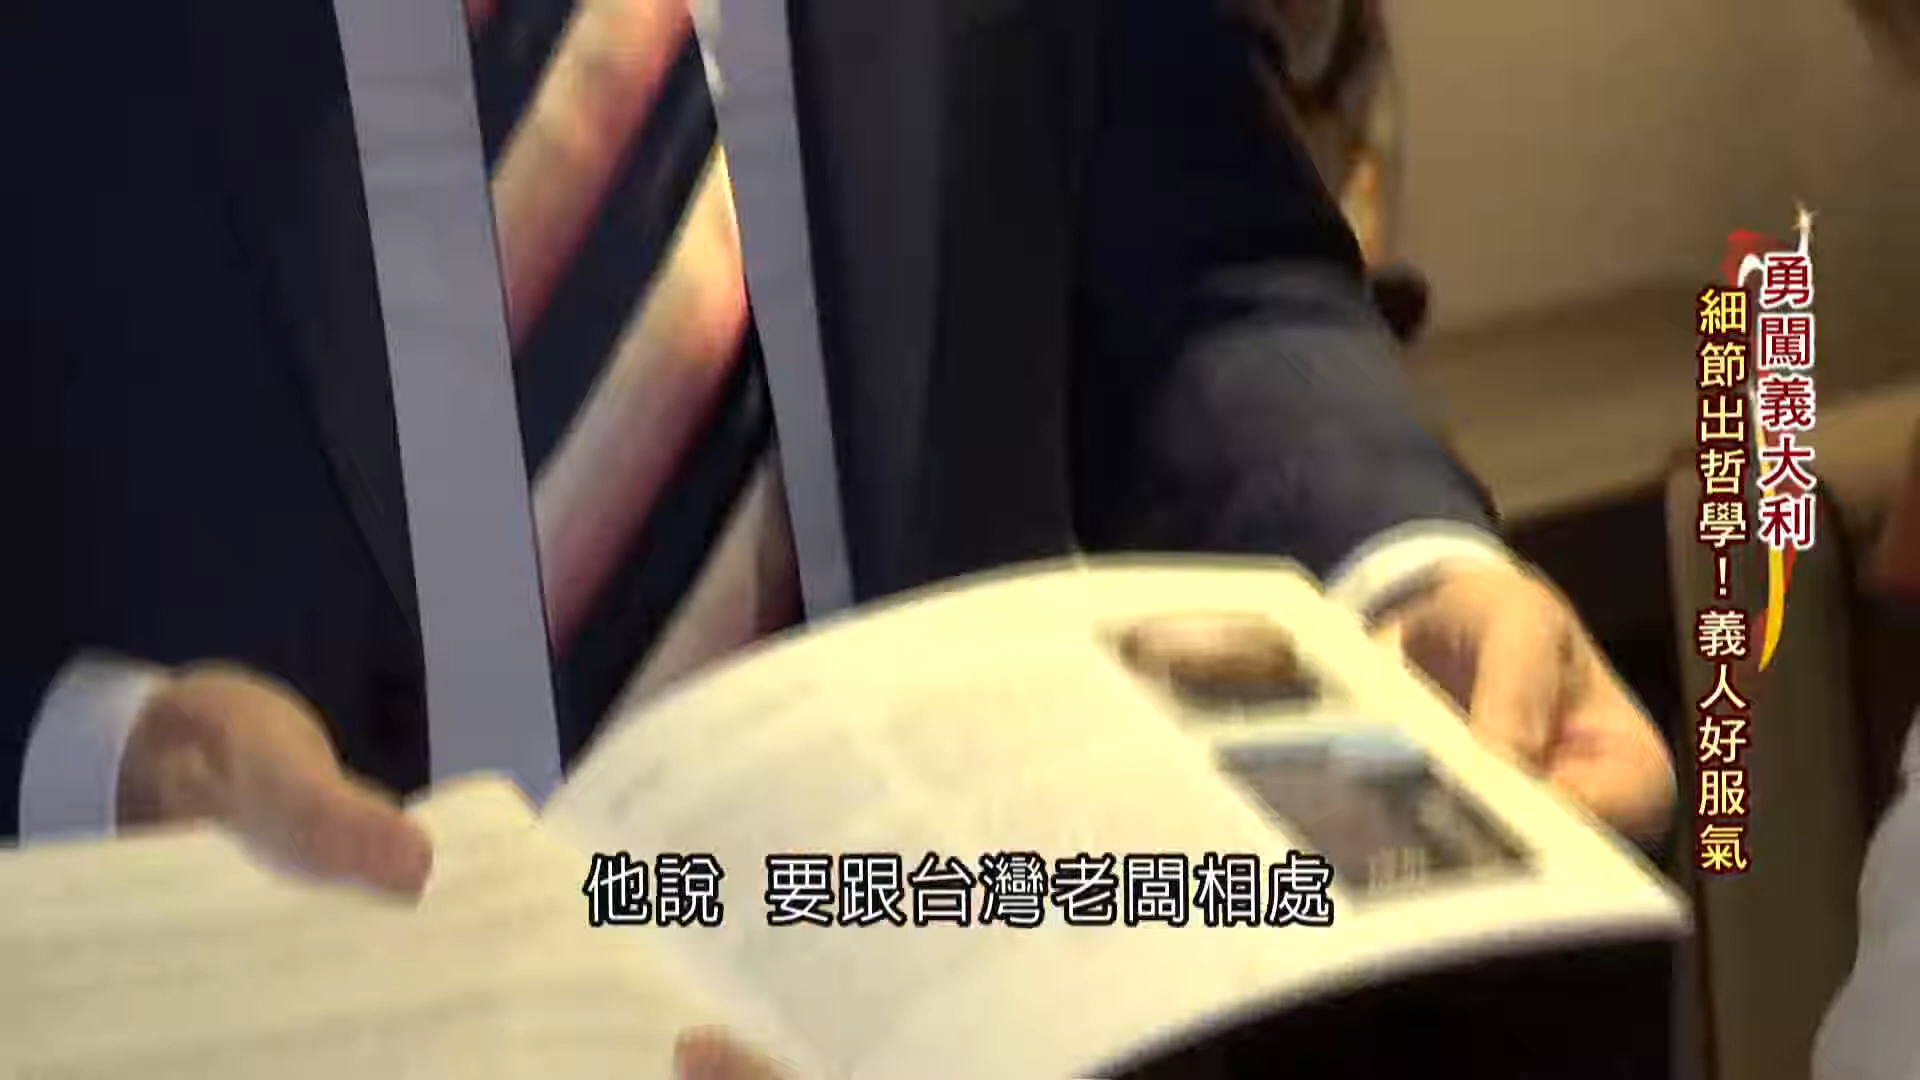 勇闖義大利
細節出哲學！義人好服氣
他說 要跟台灣老闆相處